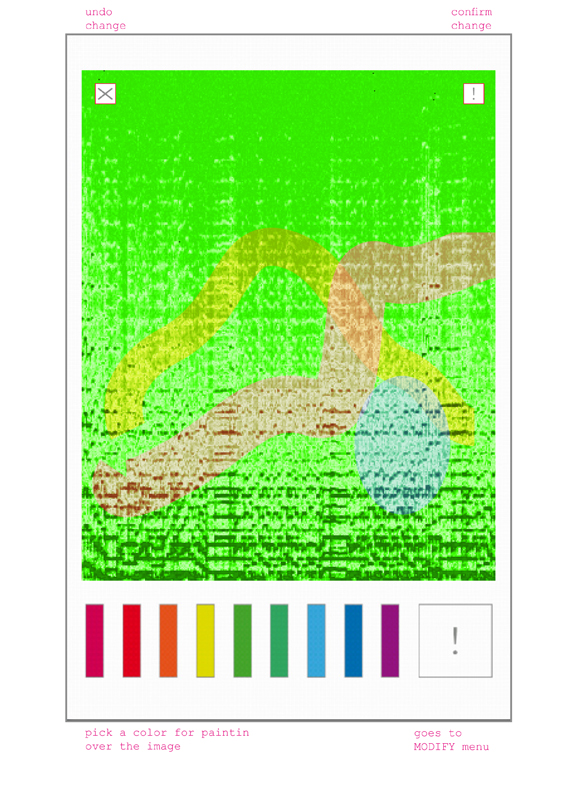 undo
change
confirm
change
!
!
pick a color for paintin
over the image
goes to
MODIFY menu